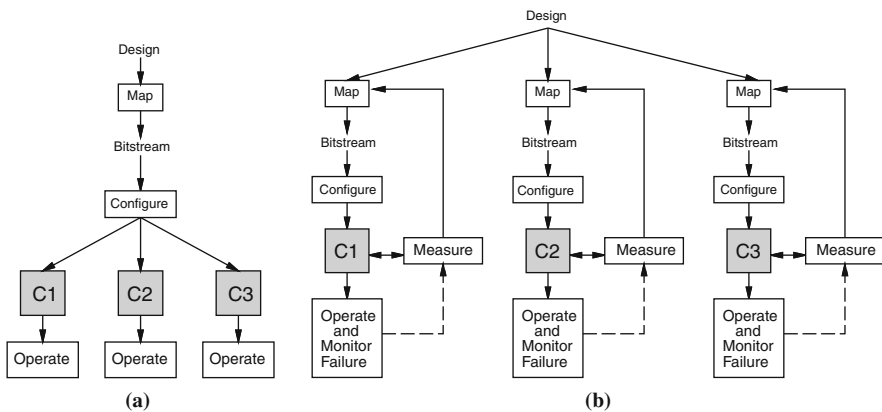 Design
Map
Bitstream
Configure
C1
C2
C3
Operate
Operate
Operate
(a)
Design
Map
Map
Map
Bitstream
Bitstream
Bitstream
Configure
Configure
Configure
C1
Measure
C2
Measure
C3
Measure
Operate
and
Monitor
Failure
Operate
and
Monitor
Failure
Operate
and
Monitor
Failure
(b)